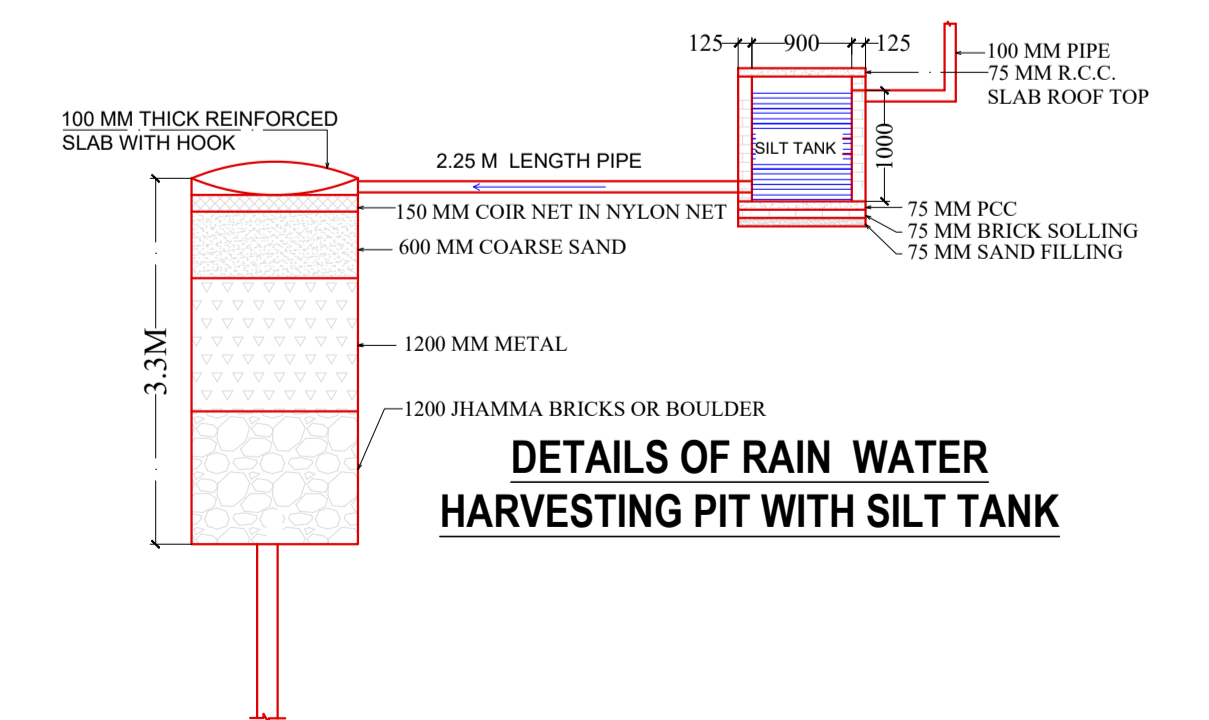 125
900
125
100 MM PIPE
75 MM R.C.C.
SLAB ROOF TOP
100 MM THICK REINFORCED
SLAB WITH HOOK
1000
SILT TANK
2.25 M LENGTH PIPE
150 MM COIR NET IN NYLON NET
75 MM PCC
75 MM BRICK SOLLING
75 MM SAND FILLING
600 MM COARSE SAND
3.3M
1200 MM METAL
1200 JHAMMA BRICKS OR BOULDER
DETAILS OF RAIN WATER
HARVESTING PIT WITH SILT TANK